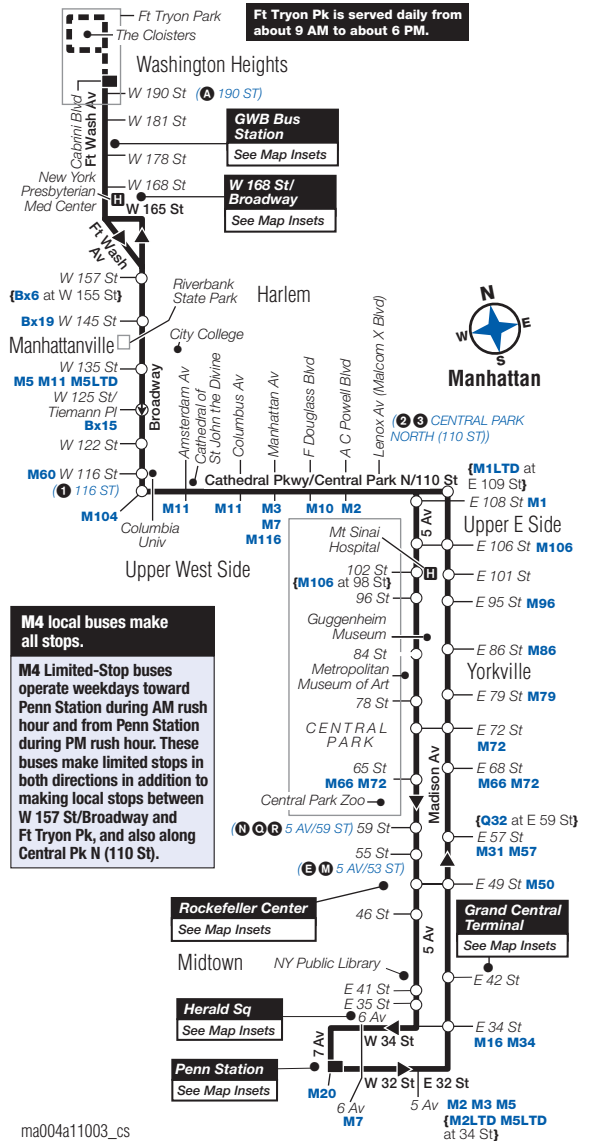 Ft Tryon Park
The Cloisters
Ft Tryon Pk is served daily from
about 9 AM to about 6 PM.
Washington Heights
Cabrini Blvd
Ft Wash Av
W 190 St (A 190 ST)
W 181 St
GWB Bus
Station
See Map Insets
W 178 St
New York
Presbyterian
Med Center
H
W 168 St
W 168 St/
Broadway
See Map Insets
W 165 St
Ft Wash
Av
W 157 St
{Bx6 at W 155 St}
Riverbank
State Park
Harlem
Bx19 W 145 St
Manhattanville
City College
W 135 St
M5 M11 M5LTD
W 125 St/
Tiemann Pl
Bx15
Broadway
W 122 St
M60 W 116 St
(1 116 ST)
M104
Columbia
Univ
Amsterdam Av
Cathedral of
St John the Divine
Columbus Av
Manhattan Av
F Douglass Blvd
A C Powell Blvd
Lenox Av (Malcom X Blvd)
N
W
E
S
Manhattan
(2 3 CENTRAL PARK
NORTH (110 ST))
Cathedral Pkwy/Central Park N/110 St
{M1LTD at
E 109 St}
M11
M11
M3
M7
M116
M10
M2
Upper West Side
E 108 St M1
5 Av
Upper E Side
Mt Sinai
Hospital
E 106 St M106
102 St
H
{M106 at 98 St}
E 101 St
96 St
E 95 St M96
Guggenheim
Museum
84 St
E 86 St M86
Metropolitan
Museum of Art
Yorkville
78 St
E 79 St M79
CENTRAL
PARK
E 72 St
M72
65 St
M66 M72
E 68 St
M66 M72
Madison Av
Central Park Zoo
{Q32 at E 59 St}
(N Q R 5 AV/59 ST) 59 St
E 57 St
M31 M57
55 St
(E M 5 AV/53 ST)
E 49 St M50
M4 local buses make
all stops.
M4 Limited-Stop buses
operate weekdays toward
Penn Station during AM rush
hour and from Penn Station
during PM rush hour. These
buses make limited stops in
both directions in addition to
making local stops between
W 157 St/Broadway and
Ft Tryon Pk, and also along
Central Pk N (110 St).
Rockefeller Center
See Map Insets
46 St
5 Av
Grand Central
Terminal
See Map Insets
Midtown
NY Public Library
E 42 St
E 41 St
E 35 St
Herald Sq
See Map Insets
6 Av
7 Av
W 34 St
E 34 St
M16 M34
Penn Station
See Map Insets
M20
W 32 St
E 32 St
6 Av
M7
5 Av
M2 M3 M5
{M2LTD M5LTD
at 34 St}
ma004a11003_cs